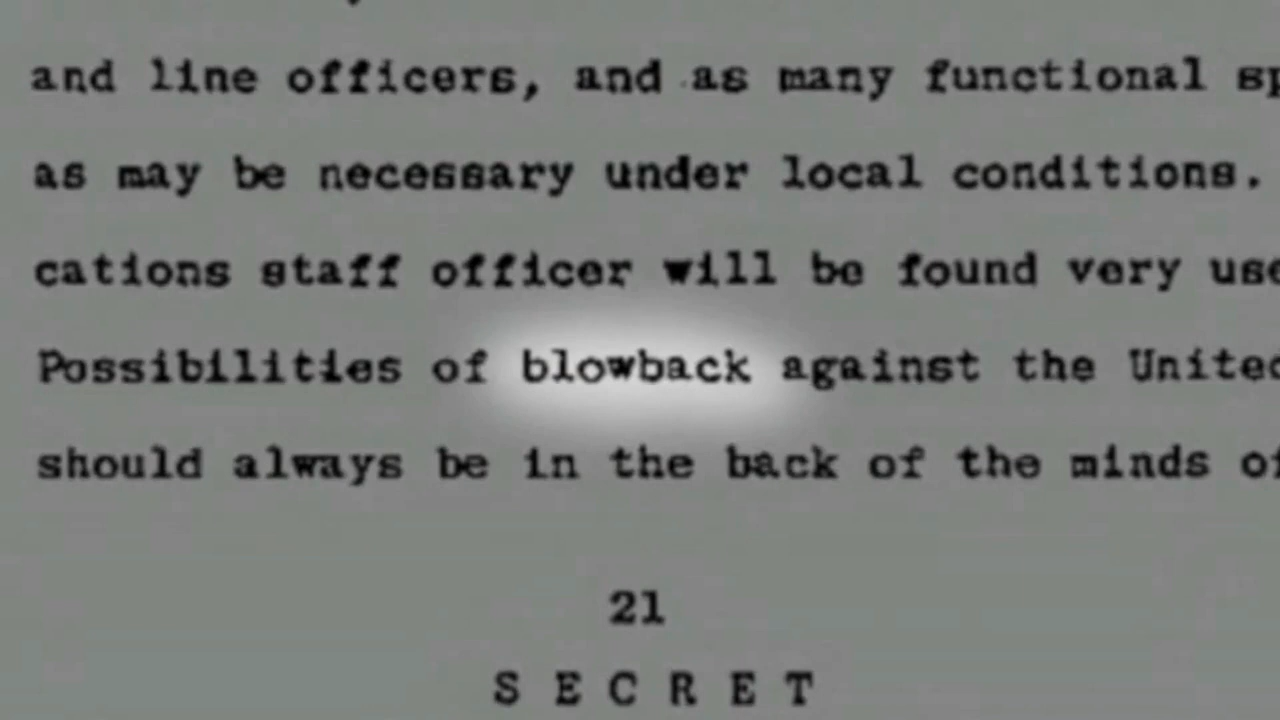 and line officers, and as many functional
as may be necessary under local conditions.
cations staff officer will be found very
Possibilities of blowback against the
should always be in the back of the minds
21
SECRET